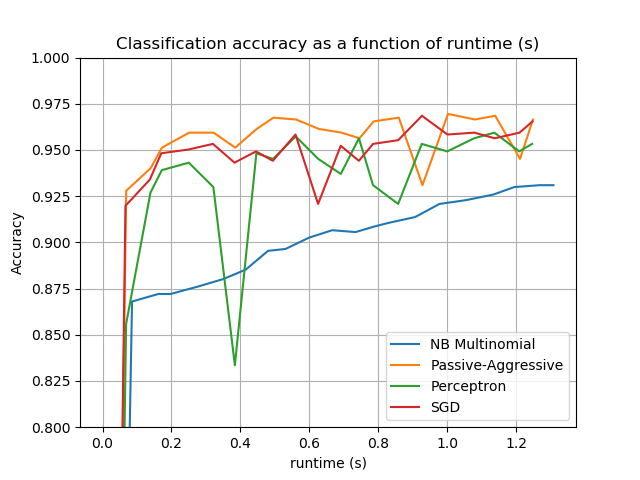 Classification accuracy as a function of runtime (s)
1.000
0.975
0.950
0.925
0.900
0.875
0.850
0.825
0.800
Accuracy
NB Multinomial
Passive-Aggressive
Perceptron
SGD
0.0 0.2 0.4 0.6 0.8 1.0 1.2
runtime (s)